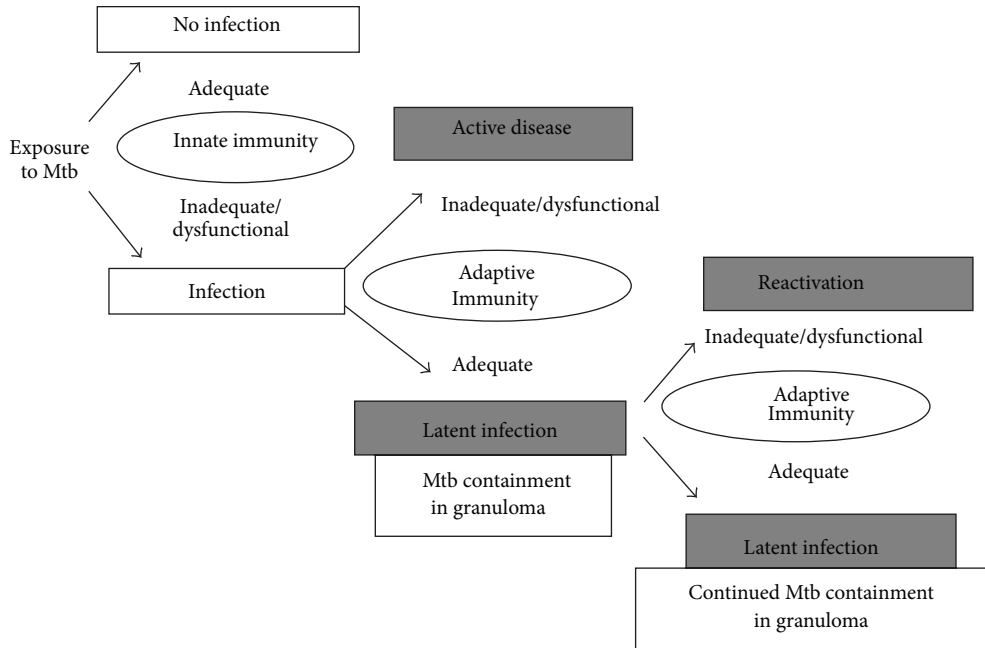 No infection
Adequate
Innate immunity
Exposure
to Mtb
Inadequate/
dysfunctional
Infection
Active disease
Inadequate/dysfunctional
Adaptive
Immunity
Adequate
Latent infection
Mtb containment
in granuloma
Reactivation
Inadequate/dysfunctional
Adaptive
Immunity
Adequate
Latent infection
Continued Mtb containment
in granuloma